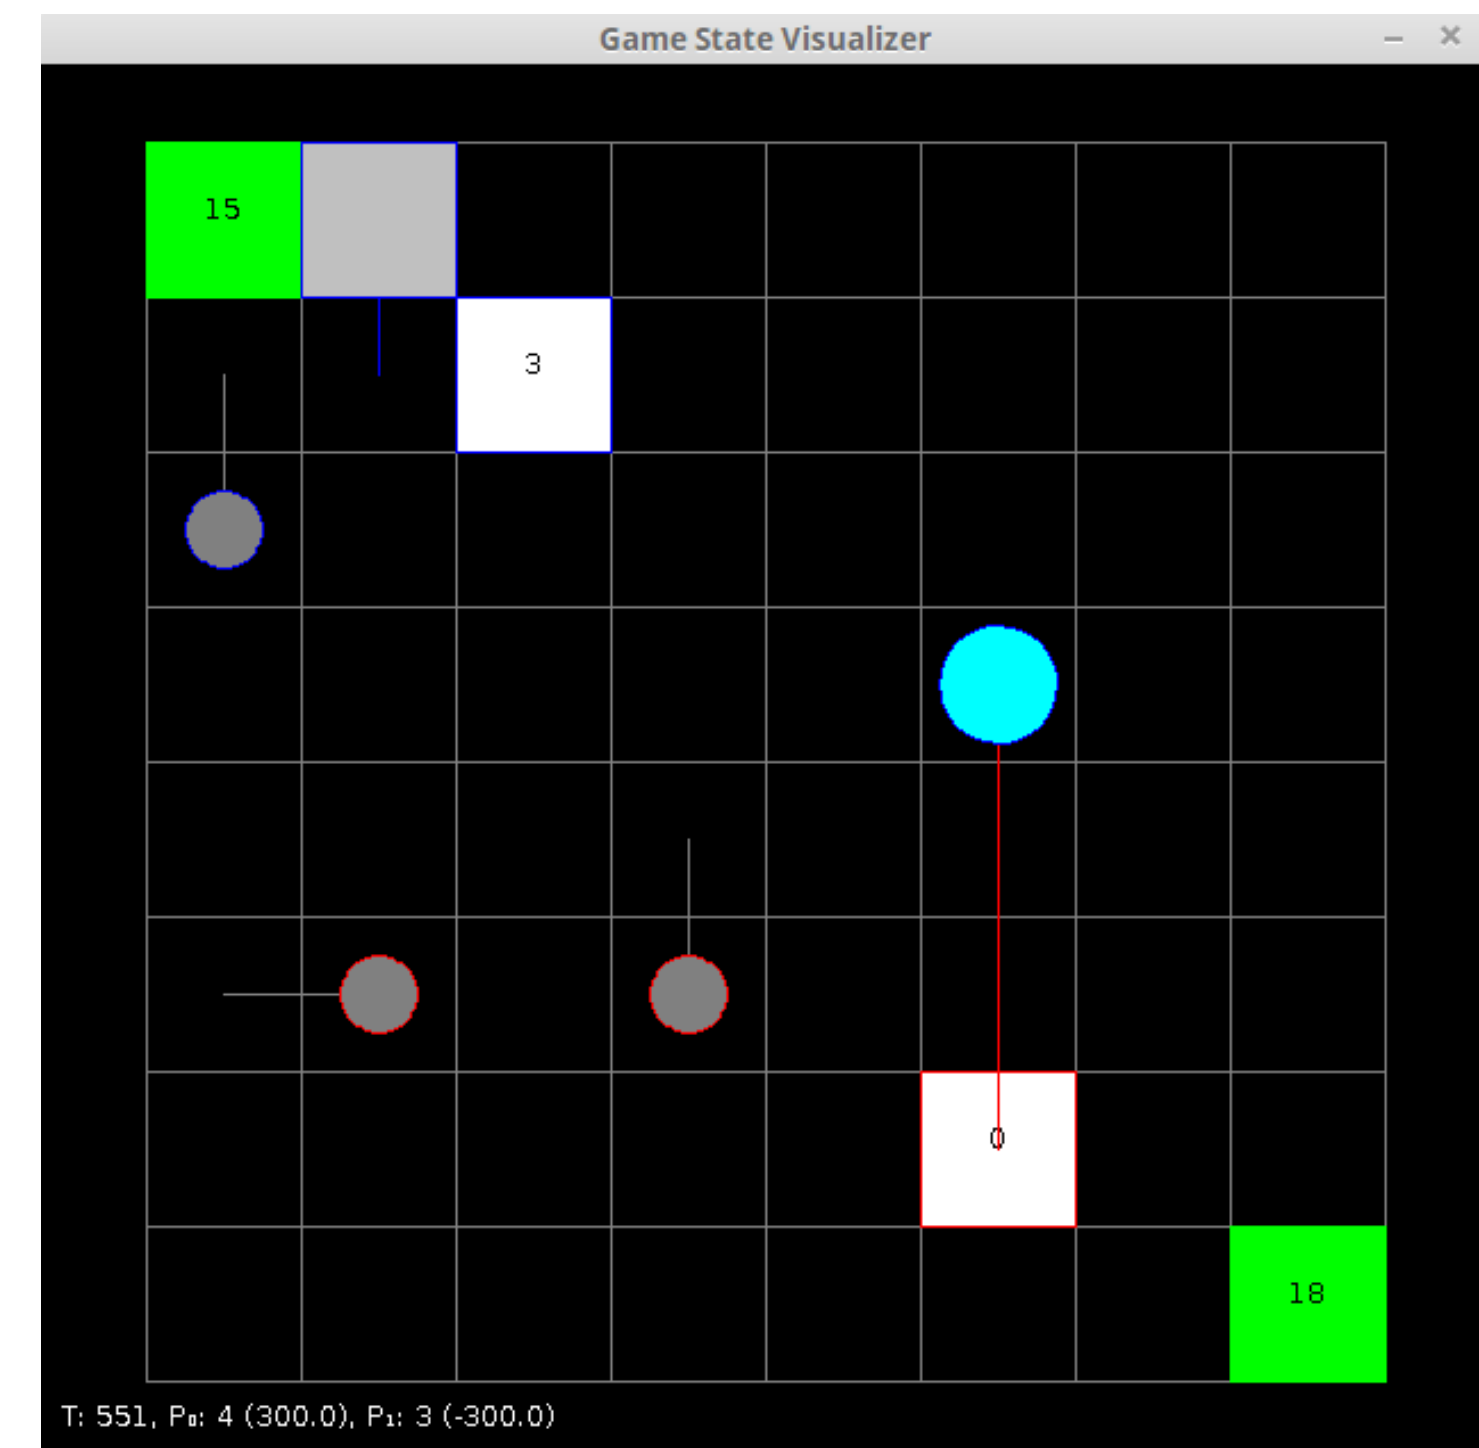 Game State Visualizer
15
3
0
18
T: 551, P₀: 4 (300.0), P₁: 3 (-300.0)